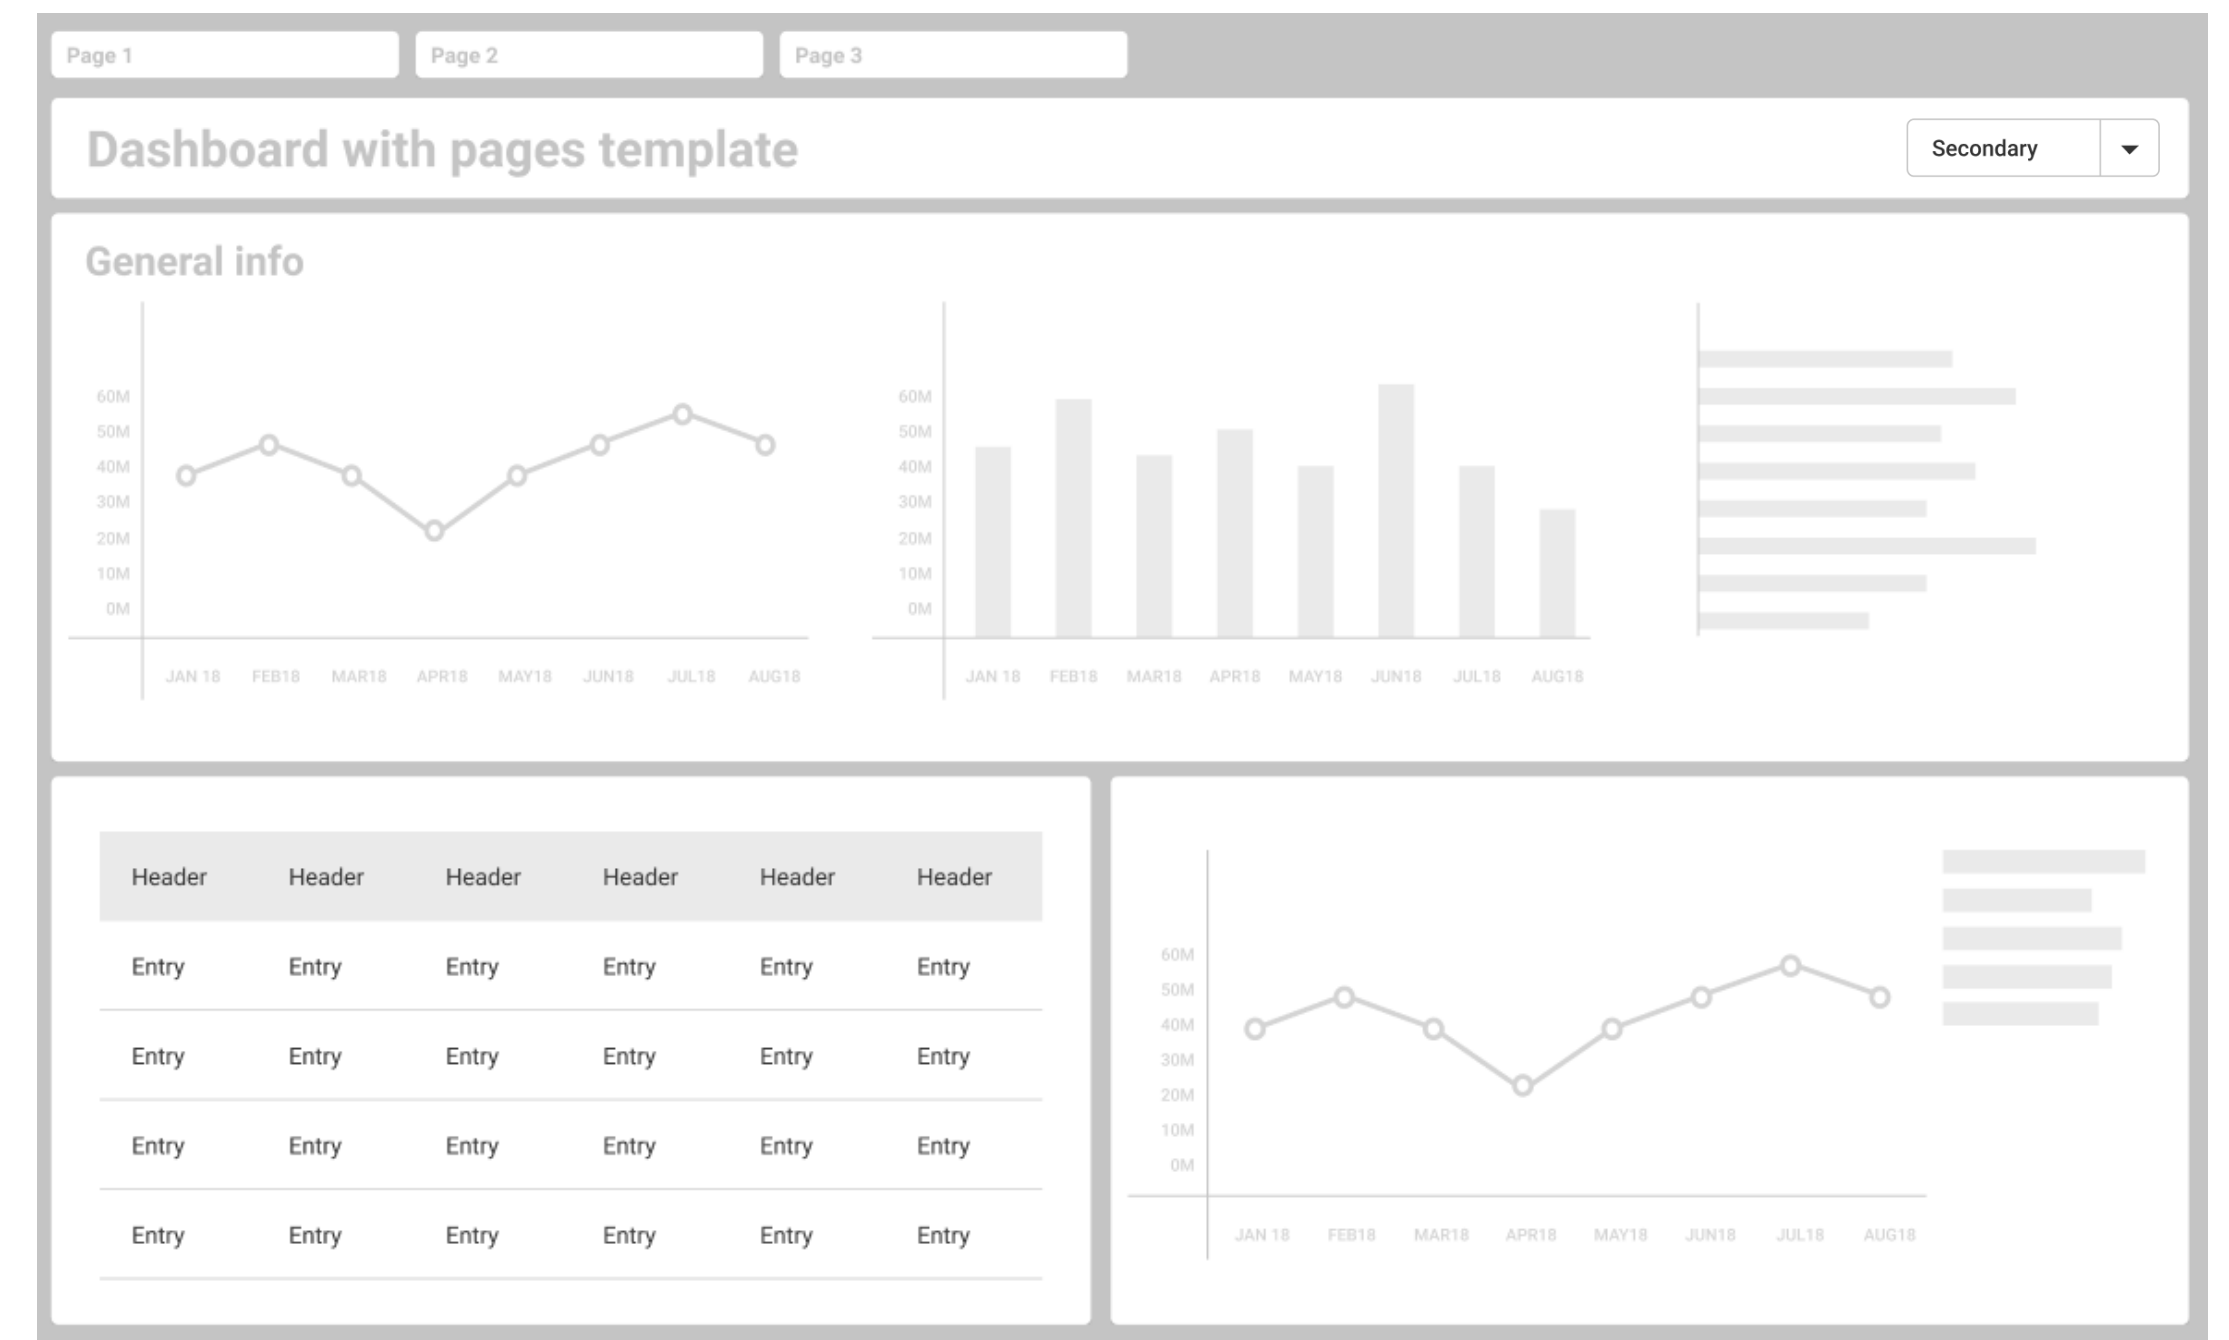 Page 1 Page 2 Page 3
Dashboard with pages template
Secondary
General info
60M
50M
40M
30M
20M
10M
0M
JAN 18 FEB18 MAR18 APR18 MAY18 JUN18 JUL18 AUG18
60M
50M
40M
30M
20M
10M
0M
JAN 18 FEB18 MAR18 APR18 MAY18 JUN18 JUL18 AUG18
Header Header Header Header Header Header
Entry Entry Entry Entry Entry Entry
Entry Entry Entry Entry Entry Entry
Entry Entry Entry Entry Entry Entry
Entry Entry Entry Entry Entry Entry
60M
50M
40M
30M
20M
10M
0M
JAN 18 FEB18 MAR18 APR18 MAY18 JUN18 JUL18 AUG18